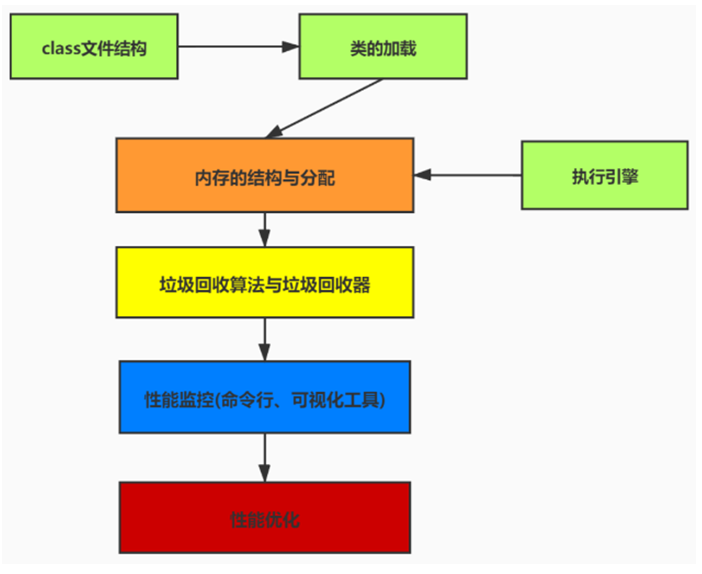 class文件结构
类的加载
内存的结构与分配
执行引擎
垃圾回收算法与垃圾回收器
性能监控(命令行、可视化工具)
性能优化